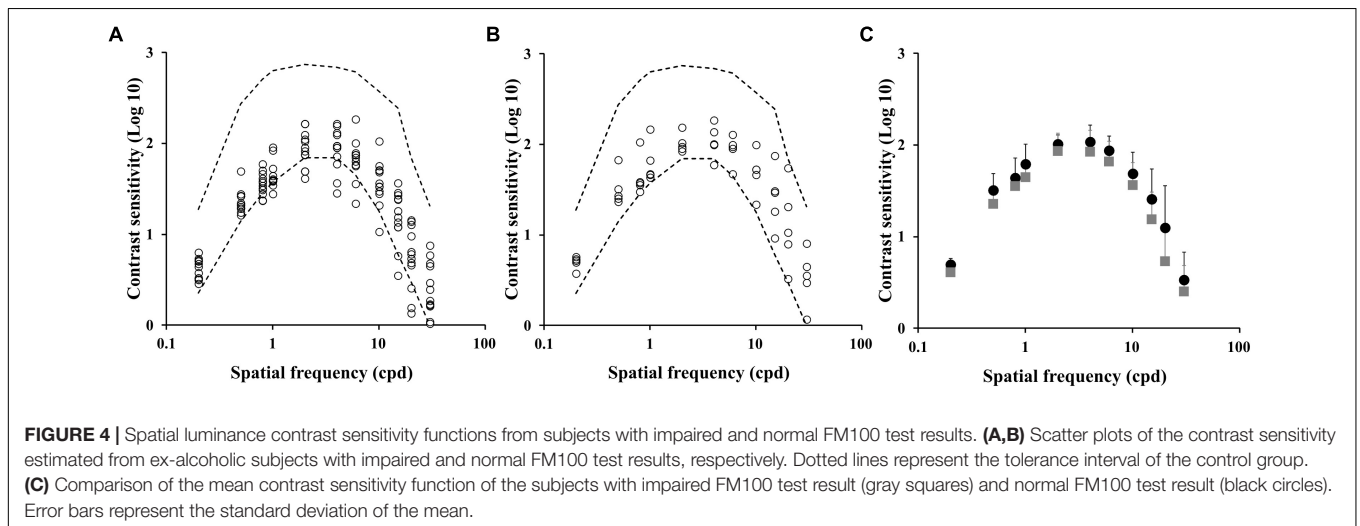 A
B
C
3
2
1
0
0.1
1
10
100
Contrast sensitivity (Log 10)
Spatial frequency (cpd)
3
2
1
0
0.1
1
10
100
Contrast sensitivity (Log 10)
Spatial frequency (cpd)
3
2
1
0
0.1
1
10
100
Contrast sensitivity (Log 10)
Spatial frequency (cpd)
FIGURE 4 | Spatial luminance contrast sensitivity functions from subjects with impaired and normal FM100 test results. (A,B) Scatter plots of the contrast sensitivity
estimated from ex-alcoholic subjects with impaired and normal FM100 test results, respectively. Dotted lines represent the tolerance interval of the control group.
(C) Comparison of the mean contrast sensitivity function of the subjects with impaired FM100 test result (gray squares) and normal FM100 test result (black circles).
Error bars represent the standard deviation of the mean.